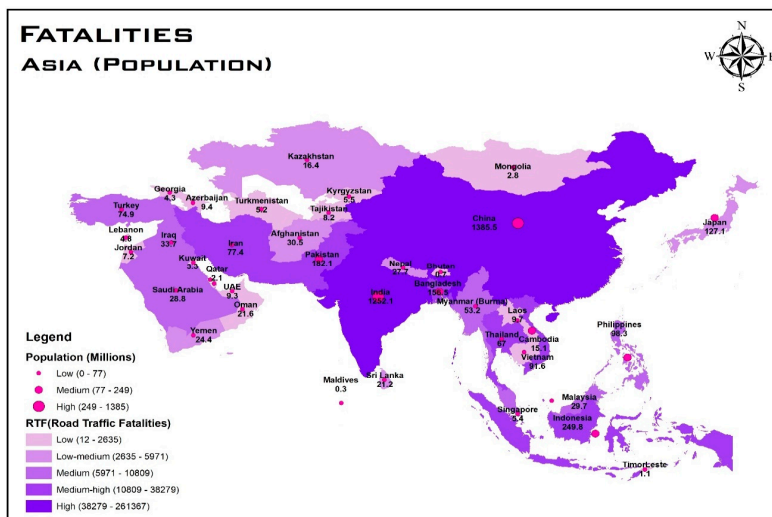 FATALITIES
ASIA (POPULATION)
N
W
E
S
Kazakhstan
16.4
Mongolia
2.8
Georgia
4.3
Azerbaijan
9.4
Turkey
74.9
Turkmenistan
5.2
Kyrgyzstan
5.5
Tajikistan
8.2
China
1385.5
Japan
127.1
Lebanon
4.8
Iraq
Jordan
7.2
Iran
77.4
Afghanistan
30.5
Pakistan
182.1
Kuwait
3.3
Qatar
2.1
UAE
9.3
Saudi Arabia
28.8
Oman
21.6
Yemen
24.4
Nepal
Bhutan
Bangladesh
India
Myanmar (Burma)
53.2
Laos
Thailand
67
Cambodia
15.1
Vietnam
91.6
Philippines
98.3
Maldives
0.3
Sri Lanka
21.2
Malaysia
29.7
Singapore
5.4
Indonesia
249.8
TimorLeste
1.1
Legend
Population (Millions)
Low (0 - 77)
Medium (77 - 249)
High (249 - 1385)
RTF(Road Traffic Fatalities)
Low (12 - 2635)
Low-medium (2635 - 5971)
Medium (5971 - 10809)
Medium-high (10809 - 38279)
High (38279 - 261367)